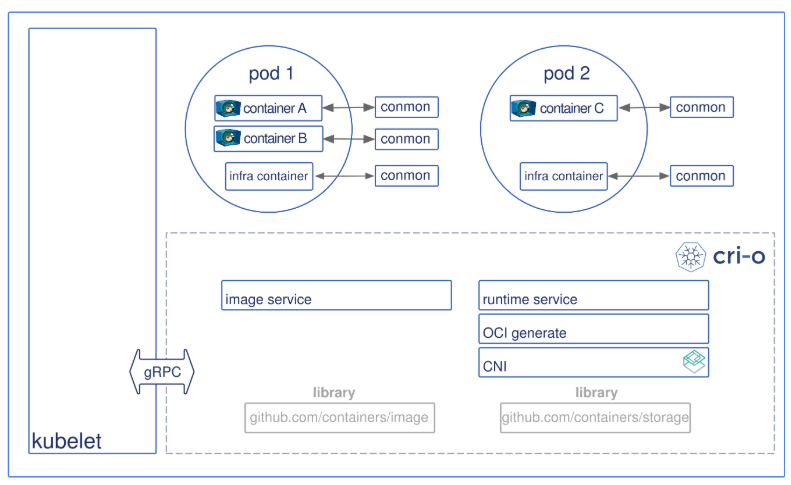 pod 1
container A
conmon
container B
conmon
infra container
conmon
pod 2
container C
conmon
infra container
conmon
cri-o
image service
runtime service
OCI generate
CNI
gRPC
library
github.com/containers/image
library
github.com/containers/storage
kubelet